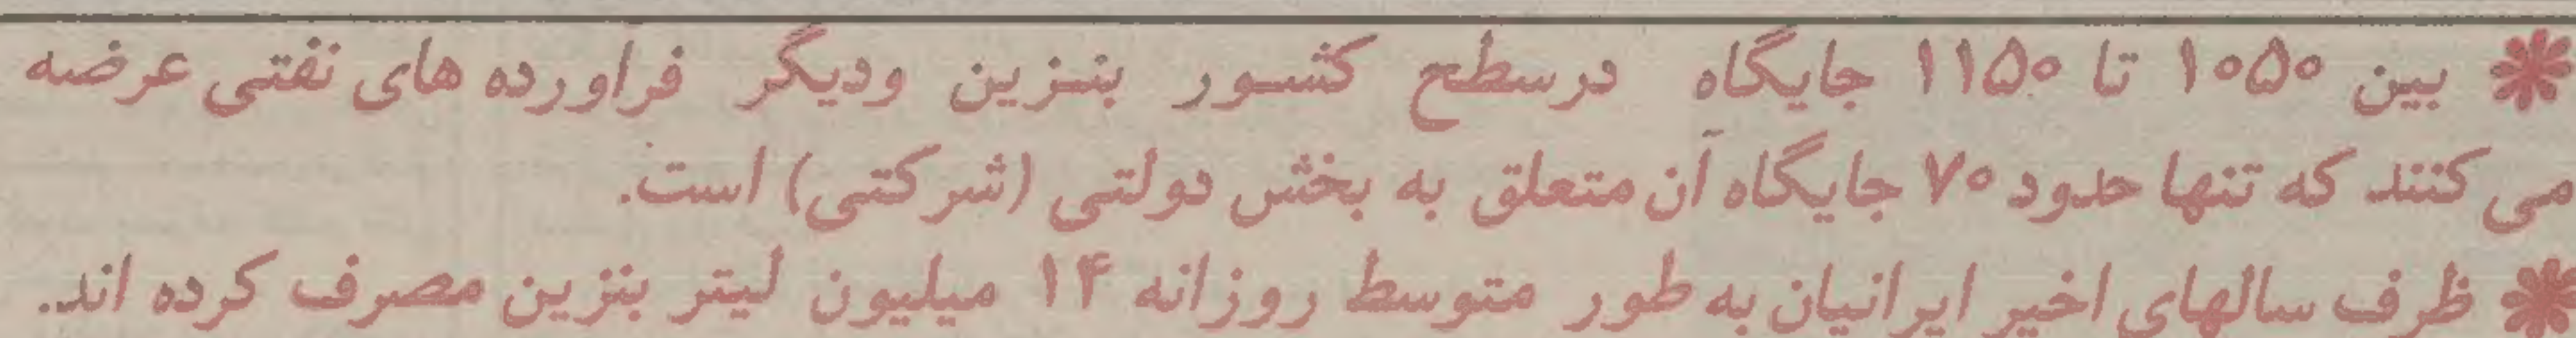 * بین ۱۰۵۰ تا ۱۱۵۰ جایگاه درسطح کشور بنزین ودیگر فراورده های نفتی عرضه
می کنند که تنها حدود ۷۰ جایگاه آن متعلق به بخش دولتی (شرکتی) است.
* ظرف سالهای اخیر ایرانیان به طور متوسط روزانه ۱۴ میلیون لیتر بنزین مصرف کرده اند.